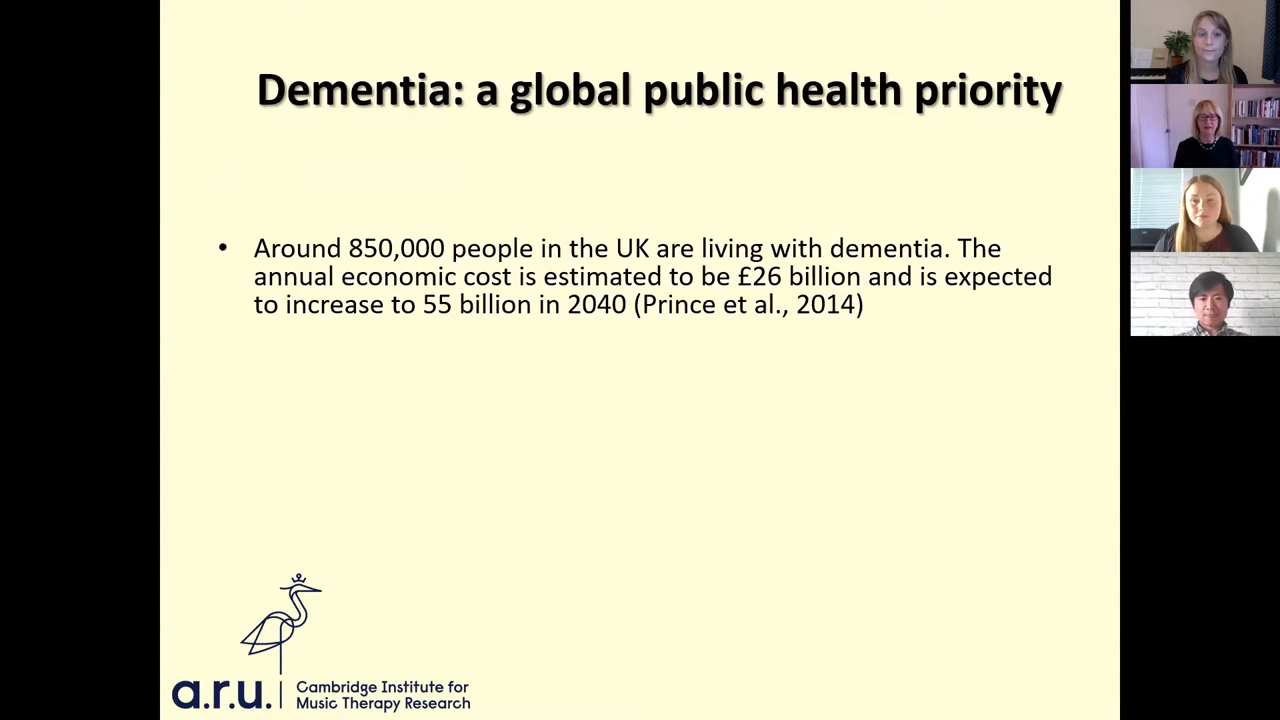 Dementia: a global public health priority
• Around 850,000 people in the UK are living with dementia. The
annual economic cost is estimated to be £26 billion and is expected
to increase to 55 billion in 2040 (Prince et al., 2014)
a.r.u. | Cambridge Institute for
Music Therapy Research